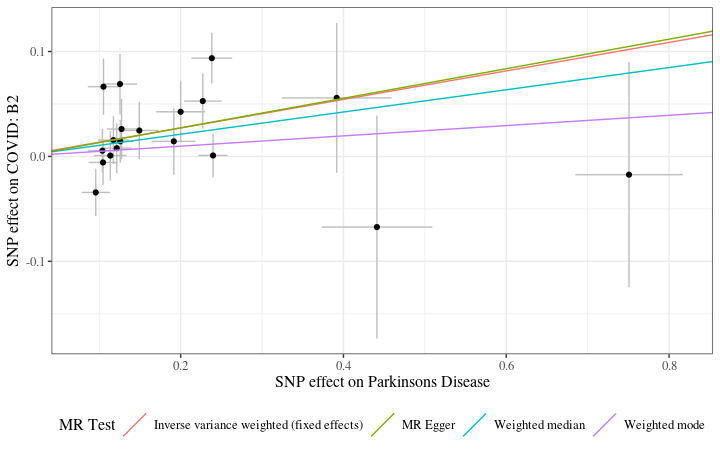 SNP effect on COVID: B2
0.1
0.0
-0.1
0.2 0.4 0.6 0.8
SNP effect on Parkinsons Disease
MR Test Inverse variance weighted (fixed effects) MR Egger Weighted median Weighted mode